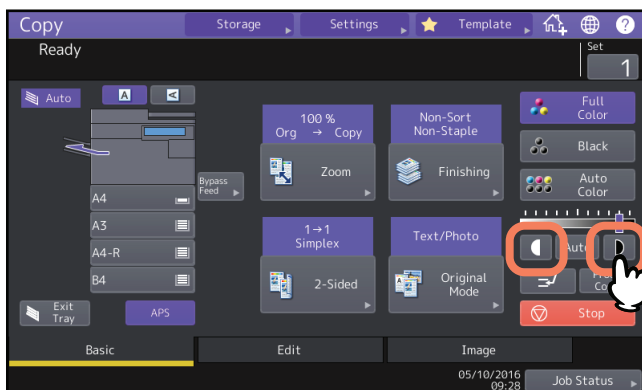 Copy
Storage
Settings
Template
?
Ready
Set
1
Auto
A
A
100 %
Org → Copy
Non-Sort
Non-Staple
Full
Color
Zoom
Finishing
Black
Bypass
Feed
Auto
Color
A4
A3
A4-R
B4
1→1
Simplex
Text/Photo
Auto
2-Sided
Original
Mode
Exit
Tray
APS
Stop
Basic
Edit
Image
05/10/2016
09:28
Job Status